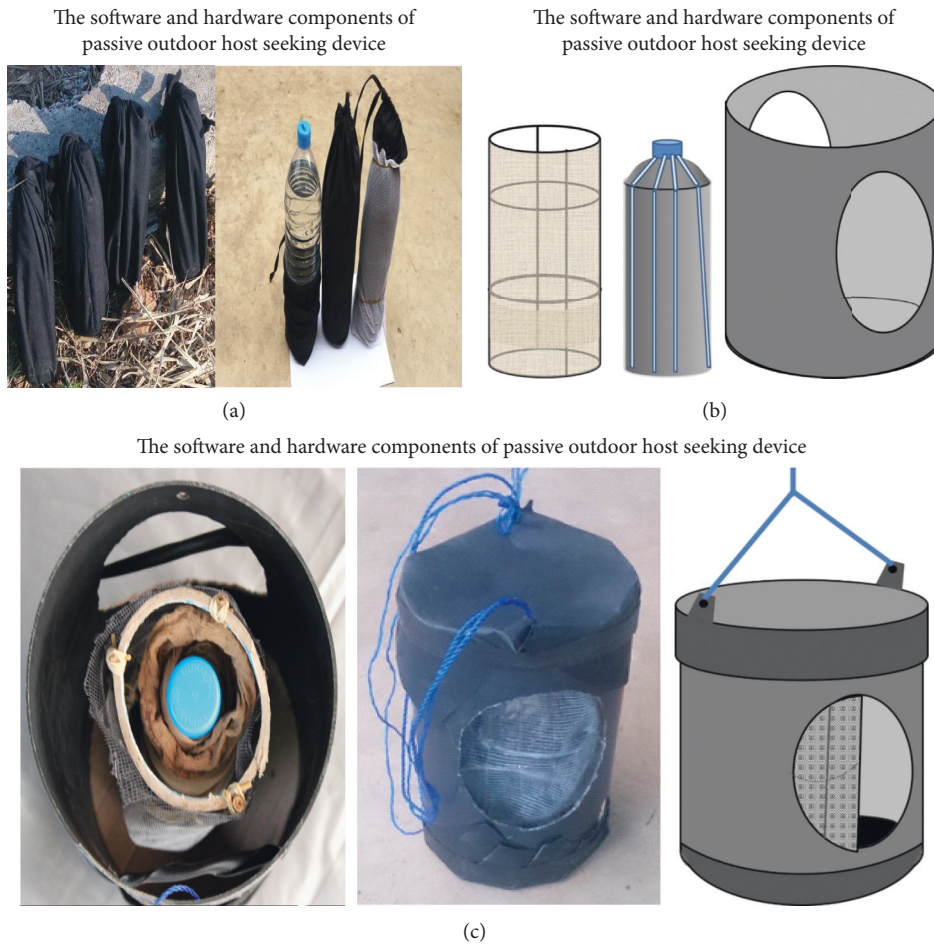 The software and hardware components of
passive outdoor host seeking device
The software and hardware components of
passive outdoor host seeking device
(a)
(b)
The software and hardware components of passive outdoor host seeking device
(c)